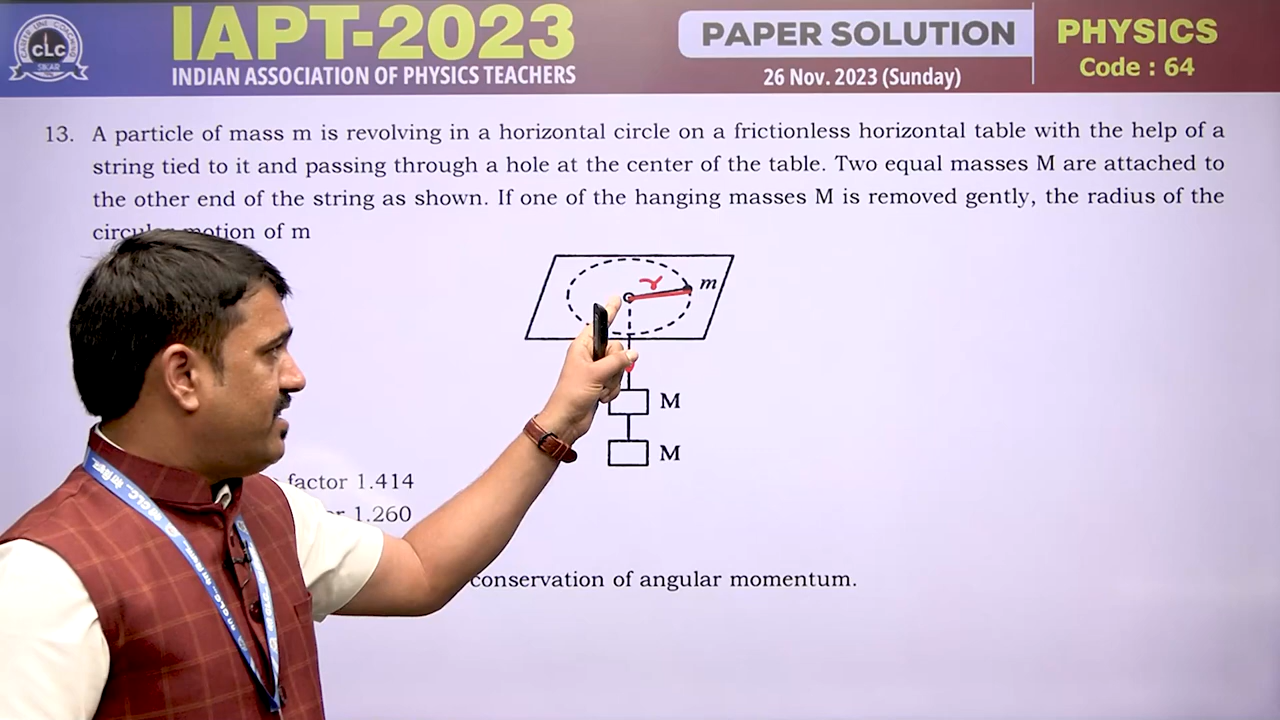 IAPT-2023
INDIAN ASSOCIATION OF PHYSICS TEACHERS
PAPER SOLUTION
26 Nov. 2023 (Sunday)
PHYSICS
Code : 64
CLC
SIKAR
13. A particle of mass m is revolving in a horizontal circle on a frictionless horizontal table with the help of a
string tied to it and passing through a hole at the center of the table. Two equal masses M are attached to
the other end of the string as shown. If one of the hanging masses M is removed gently, the radius of the
motion of m
r
m
M
M
factor 1.414
1.260
conservation of angular momentum.